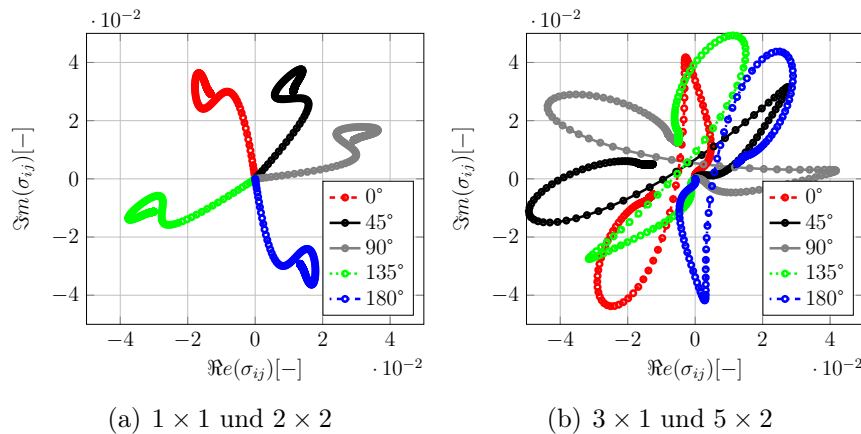 ·10⁻²
4
2
0
−2
−4
ℑm(σij)[−]
−4 −2 0 2 4
ℜe(σij)[−] ·10⁻²
0°
45°
90°
135°
180°
(a) 1 × 1 und 2 × 2
·10⁻²
4
2
0
−2
−4
ℑm(σij)[−]
−4 −2 0 2 4
ℜe(σij)[−] ·10⁻²
0°
45°
90°
135°
180°
(b) 3 × 1 und 5 × 2